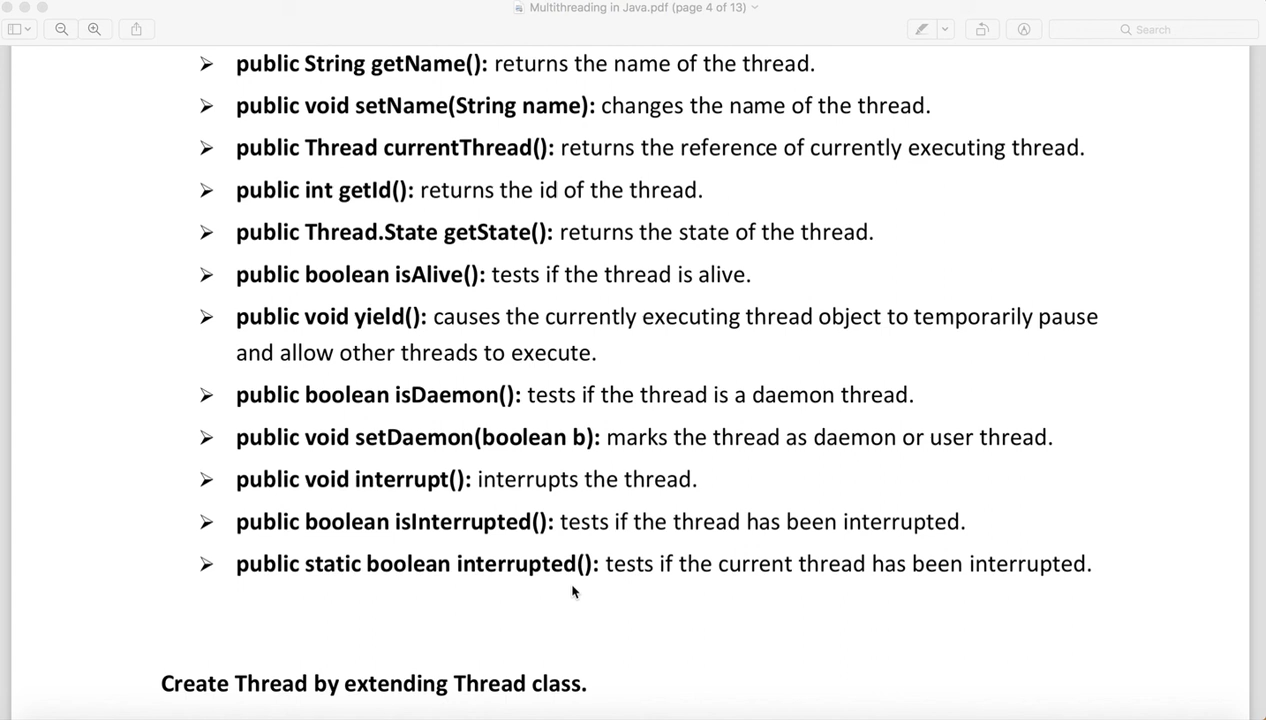 Multithreading in Java.pdf (page 4 of 13)
Search
➢ public String getName(): returns the name of the thread.
➢ public void setName(String name): changes the name of the thread.
➢ public Thread currentThread(): returns the reference of currently executing thread.
➢ public int getId(): returns the id of the thread.
➢ public Thread.State getState(): returns the state of the thread.
➢ public boolean isAlive(): tests if the thread is alive.
➢ public void yield(): causes the currently executing thread object to temporarily pause
and allow other threads to execute.
➢ public boolean isDaemon(): tests if the thread is a daemon thread.
➢ public void setDaemon(boolean b): marks the thread as daemon or user thread.
➢ public void interrupt(): interrupts the thread.
➢ public boolean isInterrupted(): tests if the thread has been interrupted.
➢ public static boolean interrupted(): tests if the current thread has been interrupted.
Create Thread by extending Thread class.